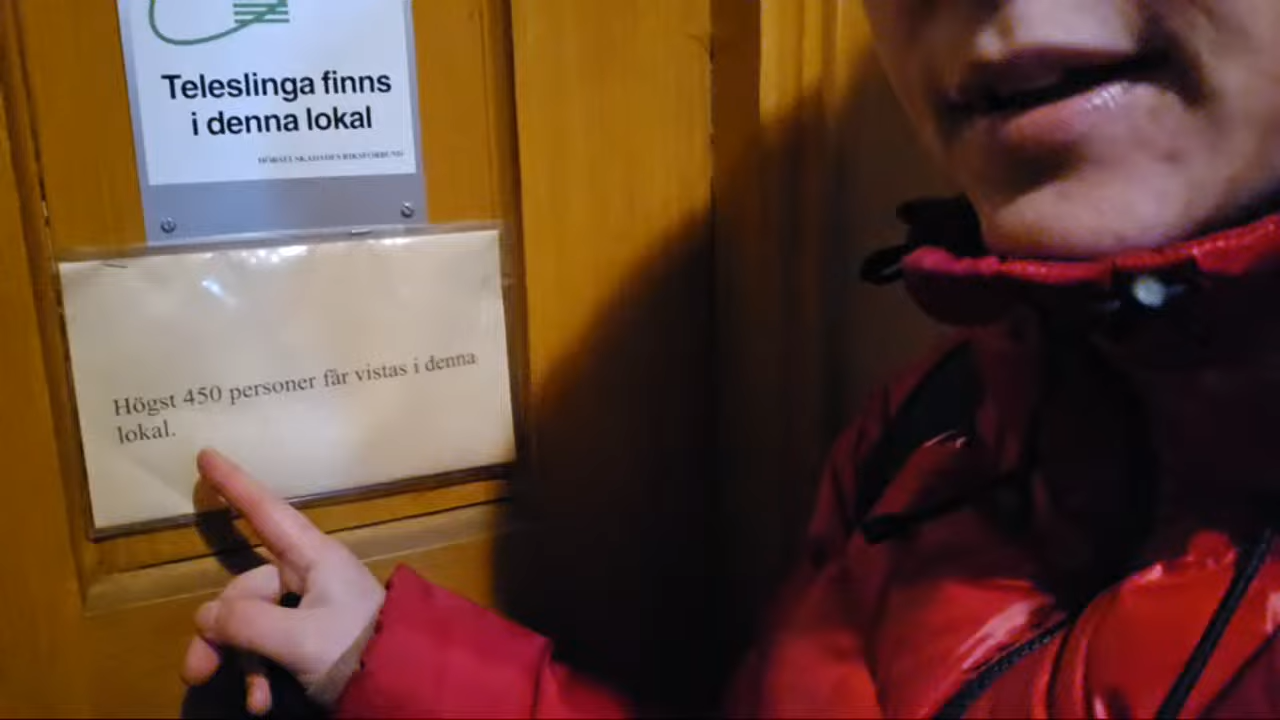 Teleslinga finns
i denna lokal
HÖRSELSKADADES RIKSFÖRBUND
Högst 450 personer får vistas i denna
lokal.